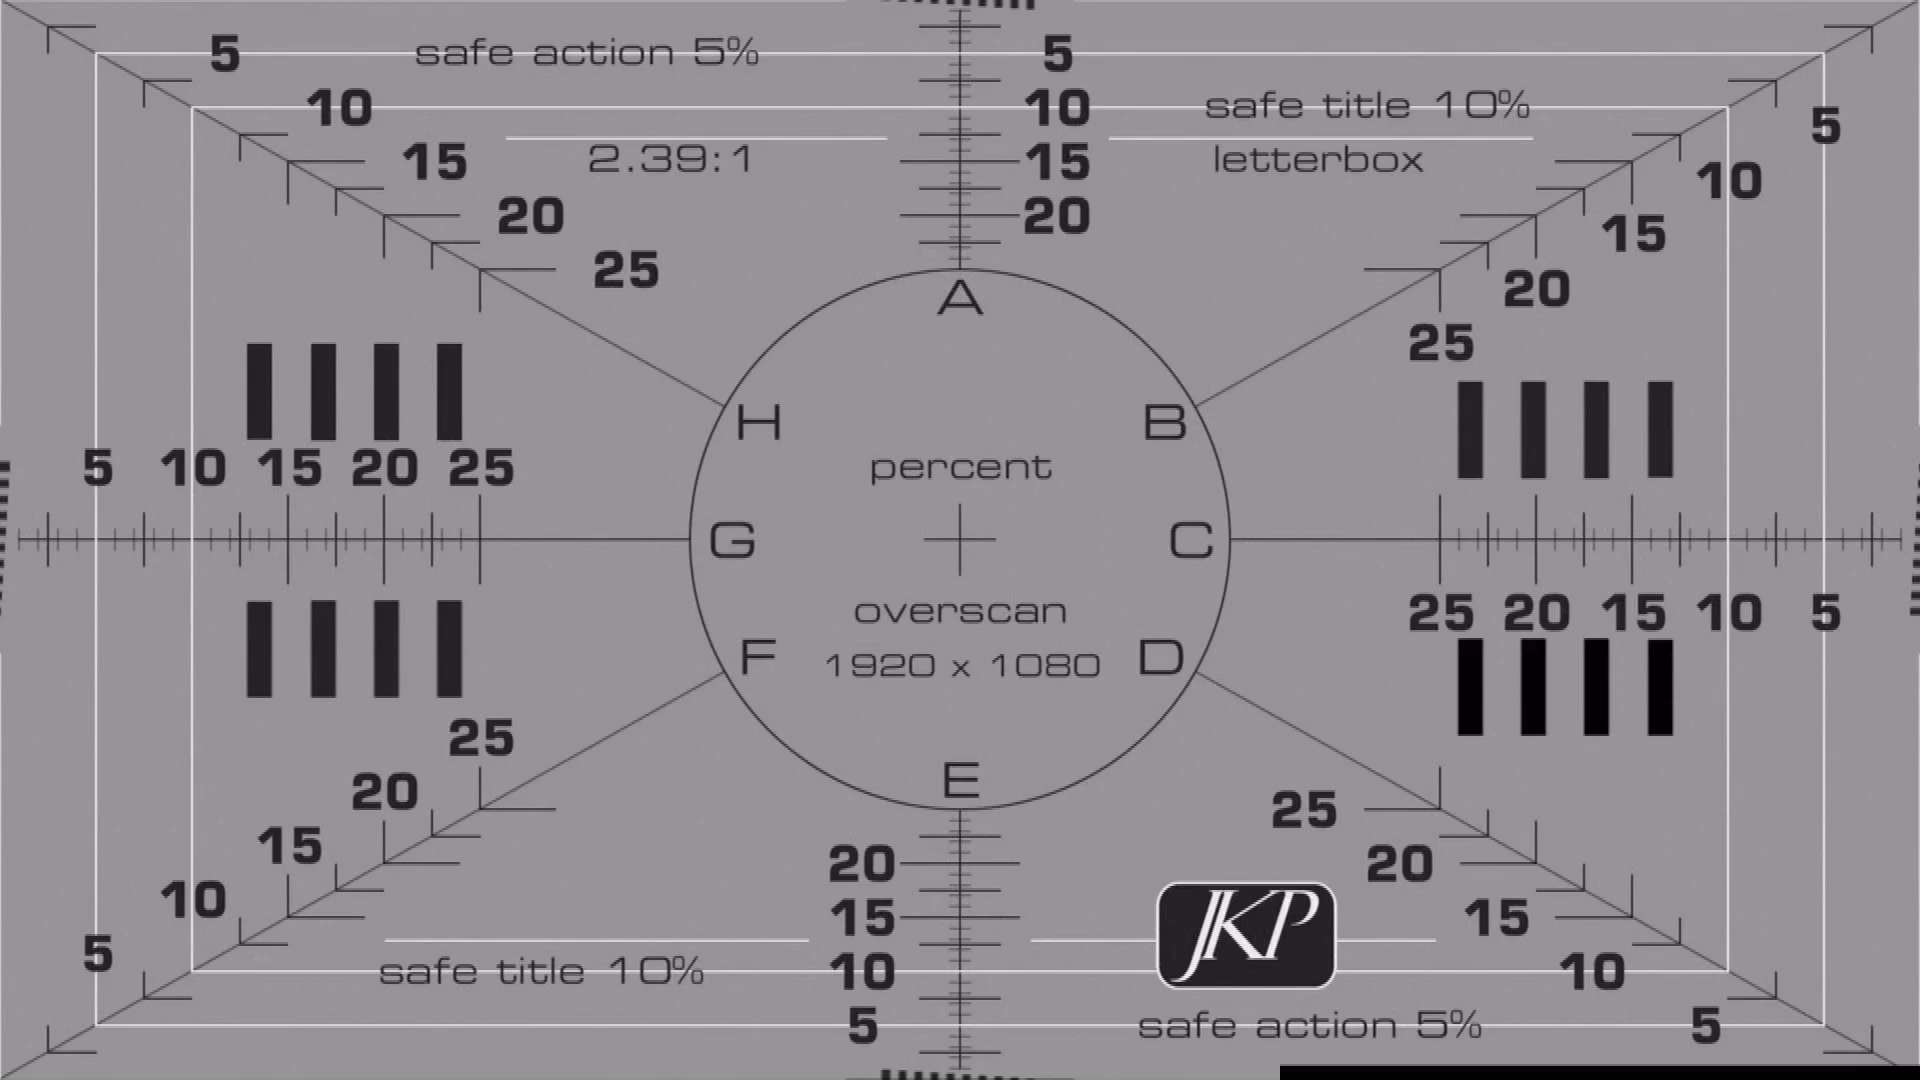 5 safe action 5% 5
10 10 safe title 10% 5
15 2.39:1 15 letterbox 10
20 20 15
25 20
A 25
H B
percent
5 10 15 20 25
G C
overscan
25 20 15 10 5
F 1920 x 1080 D
25
E
20 25
15 20 20
10 15 JKP 15
5 safe title 10% 10 10
5 safe action 5% 5